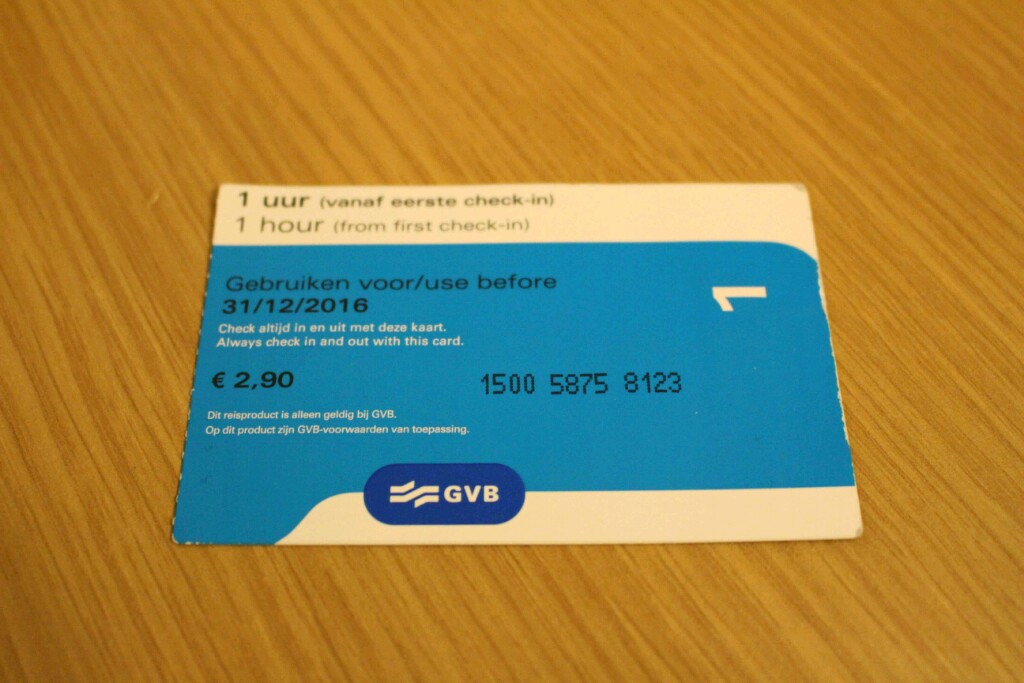 1 uur (vanaf eerste check-in)
1 hour (from first check-in)
Gebruiken voor/use before
31/12/2016
1
Check altijd in en uit met deze kaart.
Always check in and out with this card.
€ 2,90
1500 5875 8123
Dit reisproduct is alleen geldig bij GVB.
Op dit product zijn GVB-voorwaarden van toepassing.
GVB